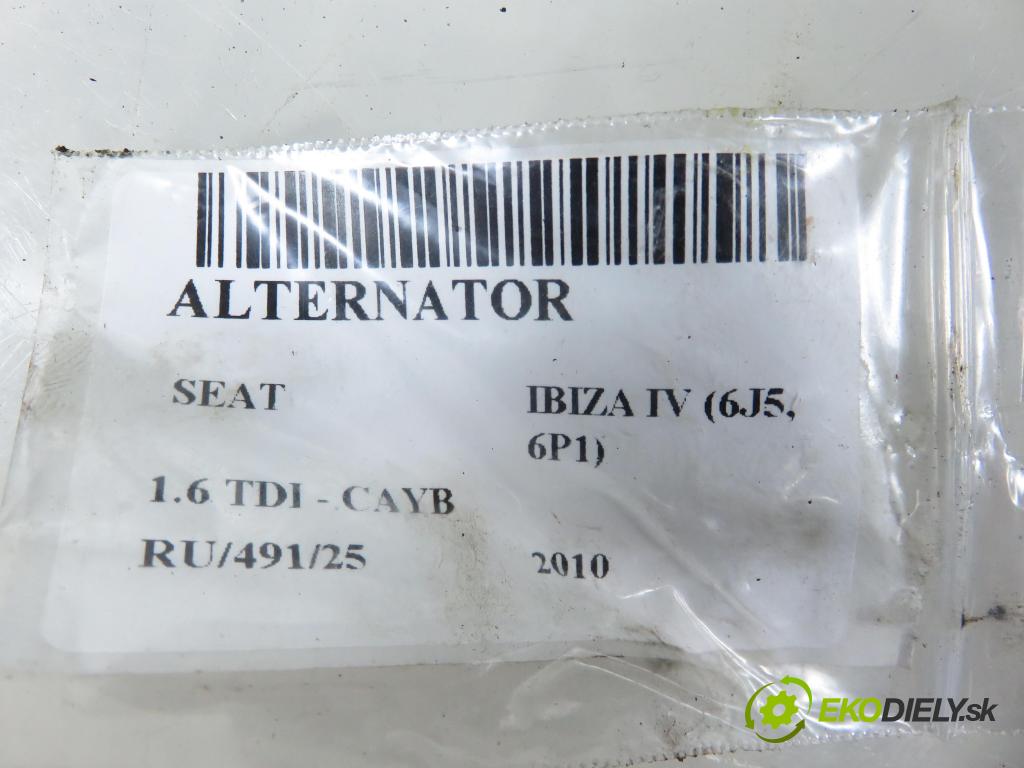 ALTERNATOR
SEAT
IBIZA IV (6J5,
6P1)
1.6 TDI - CAYB
RU/491/25
2010
EKODIELY.sk